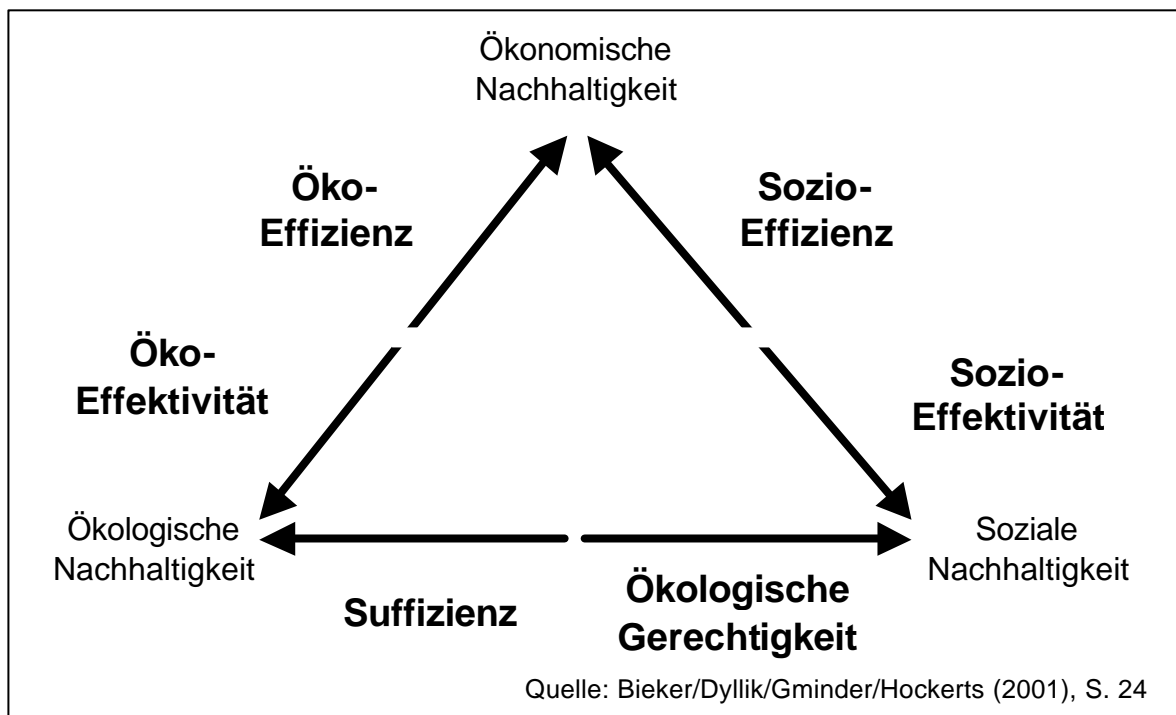 Ökonomische
Nachhaltigkeit
Öko-
Effizienz
Sozio-
Effizienz
Öko-
Effektivität
Sozio-
Effektivität
Ökologische
Nachhaltigkeit
Soziale
Nachhaltigkeit
Suffizienz
Ökologische
Gerechtigkeit
Quelle: Bieker/Dyllik/Gminder/Hockerts (2001), S. 24